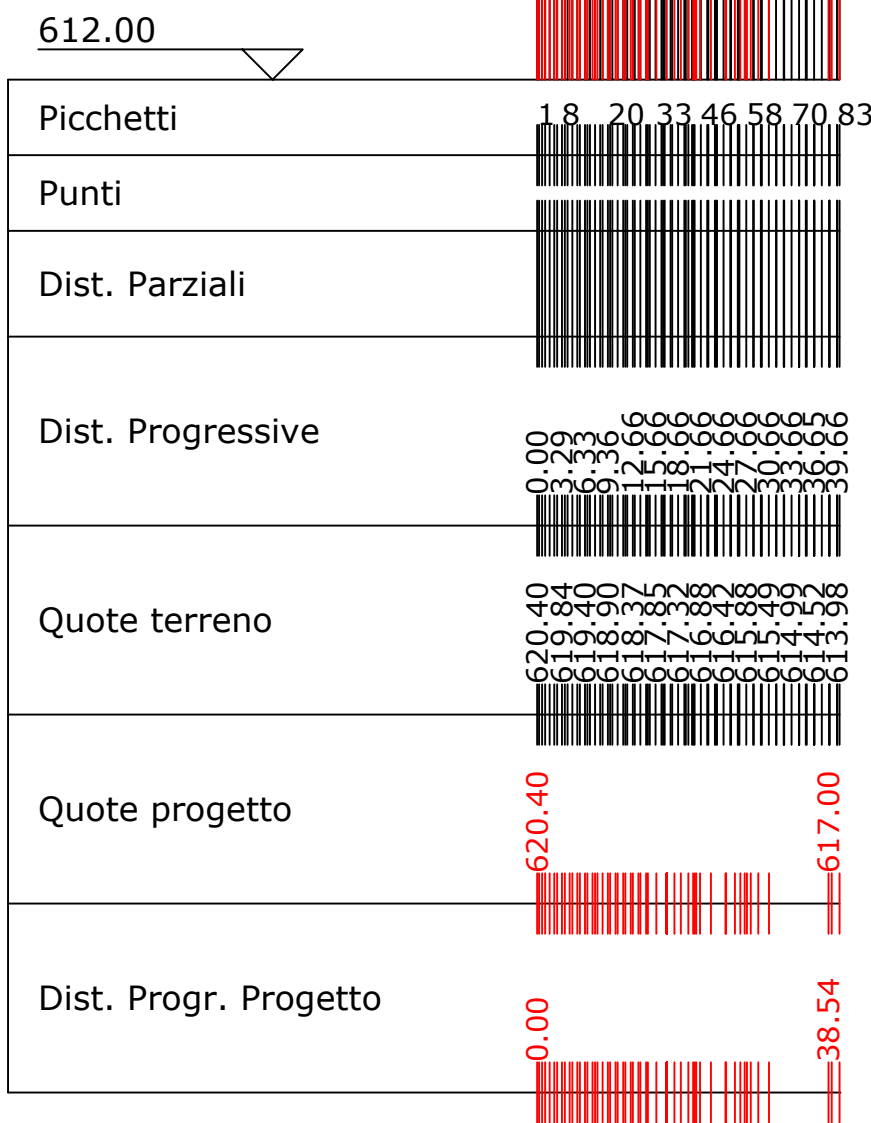 612.00
Picchetti 1 8 20 33 46 58 70 83
Punti
Dist. Parziali
Dist. Progressive 0.00 3.29 6.33 9.36 12.66 15.66 18.66 21.66 24.66 27.66 30.66 33.66 36.65 39.66
Quote terreno 620.40 619.84 619.40 618.90 618.37 617.85 617.32 616.88 616.42 615.88 615.49 614.99 614.52 613.98
Quote progetto 620.40 617.00
Dist. Progr. Progetto 0.00 38.54